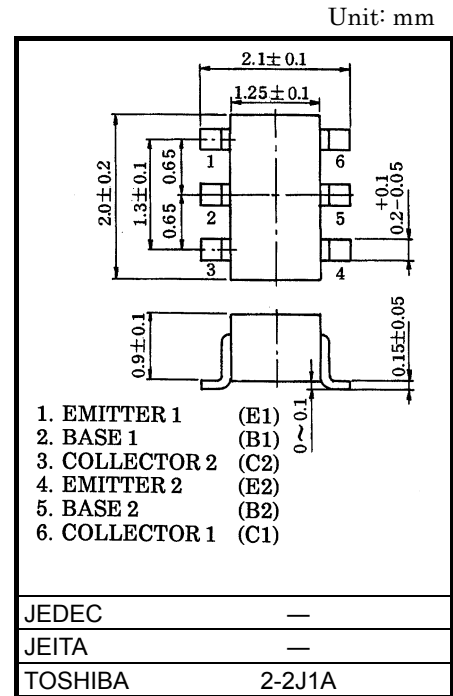 Unit: mm
2.1± 0.1
1.25± 0.1
2.0±0.2
1.3±0.1
0.65
0.65
1
6
2
5
3
4
+0.1
0.2-0.05
0.9±0.1
0.15±0.05
0~0.1
1. EMITTER 1 (E1)
2. BASE 1 (B1)
3. COLLECTOR 2 (C2)
4. EMITTER 2 (E2)
5. BASE 2 (B2)
6. COLLECTOR 1 (C1)
JEDEC —
JEITA —
TOSHIBA 2-2J1A